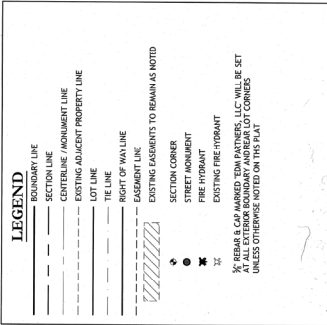 LEGEND
BOUNDARY LINE
SECTION LINE
CENTERLINE / MONUMENT LINE
EXISTING ADJACENT PROPERTY LINE
LOT LINE
TIE LINE
RIGHT OF WAY LINE
EASEMENT LINE
EXISTING EASEMENTS TO REMAIN AS NOTED
SECTION CORNER
STREET MONUMENT
FIRE HYDRANT
EXISTING FIRE HYDRANT
REBAR & CAP MARKED "EDM PARTNERS, LLC" WILL BE SET
AT ALL EXTERIOR BOUNDARY AND REAR LOT CORNERS
UNLESS OTHERWISE NOTED ON THIS PLAT